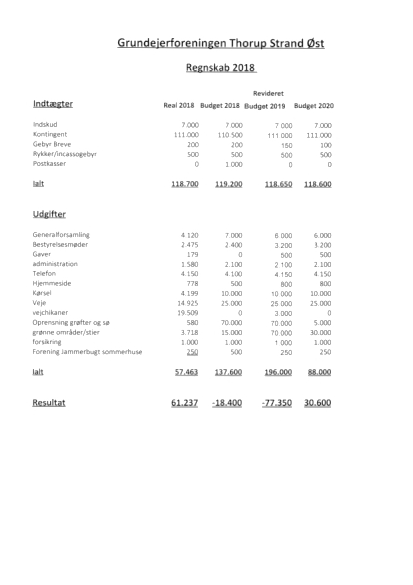 Grundejerforeningen Thorup Strand Øst
Regnskab 2018
Revideret
Indtægter Real 2018 Budget 2018 Budget 2019 Budget 2020
Indskud 7.000 7 000 7 000 7.000
Kontingent 111.000 110 500 111 000 111.000
Gebyr Breve 200 200 150 100
Rykker/incassogebyr 500 500 500 500
Postkasser 0 1.000 0 0
Ialt 118.700 119.200 118.650 118.600
Udgifter
Generalforsamling 4 120 7.000 6 000 6.000
Bestyrelsesmøder 2.475 2.400 3.200 3.200
Gaver 179 0 500 500
administration 1 580 2.100 2 100 2.100
Telefon 4.150 4 100 4 150 4.150
Hjemmeside 778 500 800 800
Kørsel 4.199 10.000 10 000 10.000
Veje 14.925 25.000 25 000 25.000
vejchikaner 19.509 0 3.000 0
Oprensning grøfter og sø 580 70.000 70.000 5.000
grønne områder/stier 3.718 15.000 70 000 30.000
forsikring 1.000 1.000 1 000 1.000
Forening Jammerbugt sommerhuse 250 500 250 250
Ialt 57.463 137.600 196.000 88.000
Resultat 61.237 -18.400 -77.350 30.600